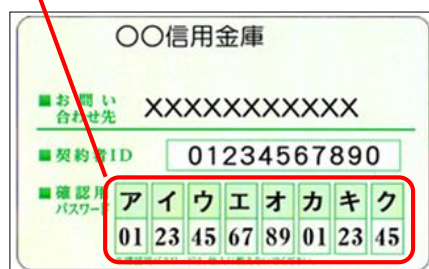 〇〇信用金庫
■お問い合わせ先 XXXXXXXXXXX
■契約者ID 01234567890
■確認用パスワード
ア イ ウ エ オ カ キ ク
01 23 45 67 89 01 23 45